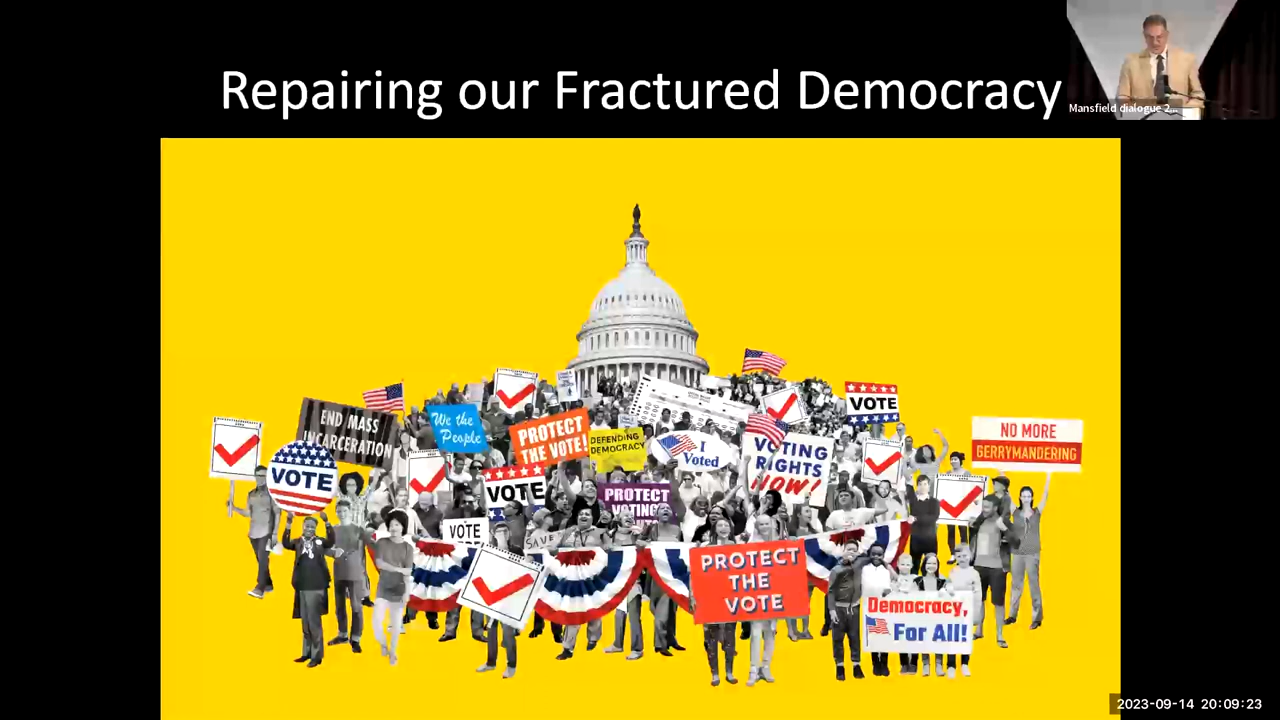 Repairing our Fractured Democracy
Mansfield dialogue 2...
END MASS
INCARCERATION
VOTE
We the
People
PROTECT
THE VOTE!
DEFENDING
DEMOCRACY
I
Voted
VOTE
NO MORE
GERRYMANDERING
VOTING
RIGHTS
NOW!
VOTE
PROTECT
VOTING
VOTE
SAVE
PROTECT
THE
VOTE
Democracy,
For All!
2023-09-14 20:09:23